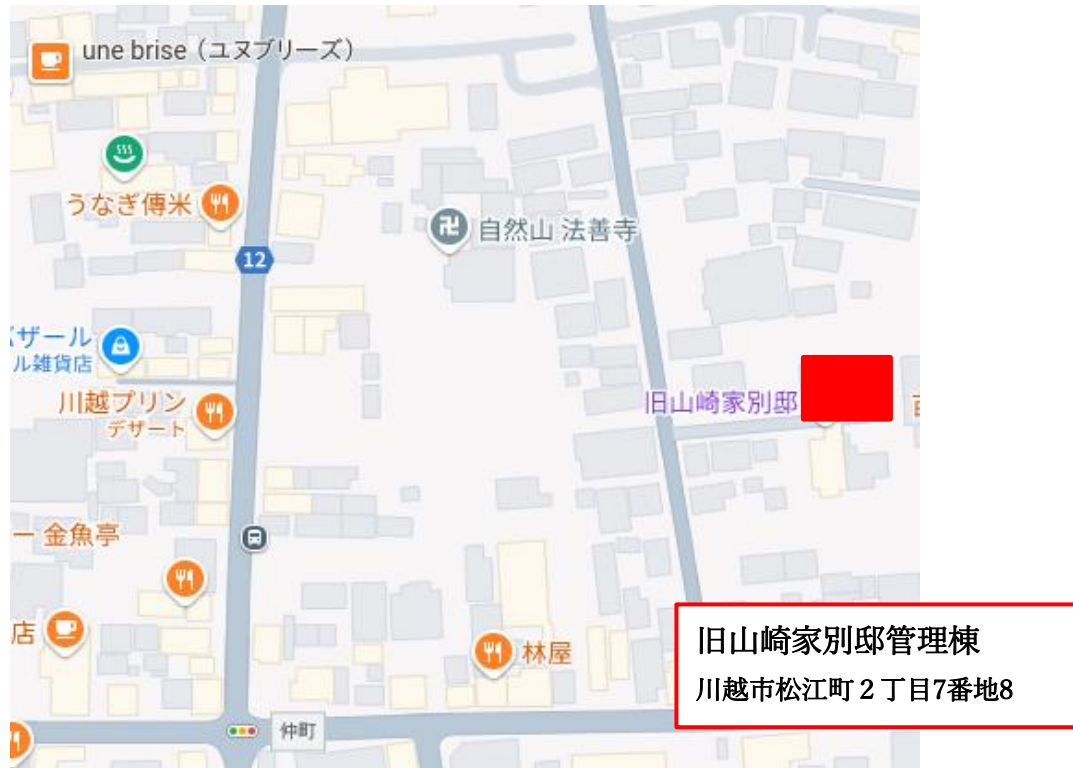 une brise（ユヌブリーズ）
うなぎ傳米
自然山 法善寺
12
ザール
ル雑貨店
川越プリン
デザート
旧山崎家別邸
ー 金魚亭
店
林屋
旧山崎家別邸管理棟
川越市松江町２丁目7番地8
仲町